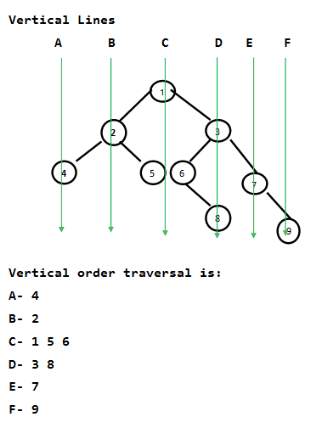 Vertical Lines
A B C D E F
1
2 3
4 5 6 7
8 9
Vertical order traversal is:
A- 4
B- 2
C- 1 5 6
D- 3 8
E- 7
F- 9